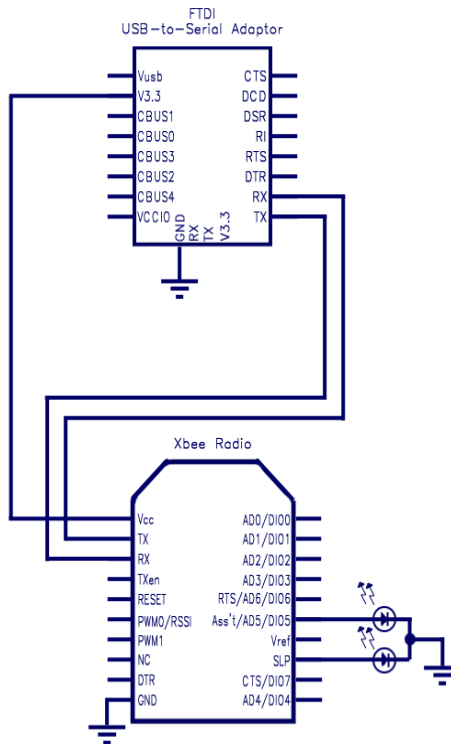 FTDI
USB-to-Serial Adaptor
Vusb CTS
V3.3 DCD
CBUS1 DSR
CBUS0 RI
CBUS3 RTS
CBUS2 DTR
CBUS4 RX
VCCIO TX
GND
RX
TX
V3.3
Xbee Radio
Vcc AD0/DIO0
TX AD1/DIO1
RX AD2/DIO2
TXen AD3/DIO3
RESET RTS/AD6/DIO6
PWM0/RSSI Ass't/AD5/DIO5
PWM1 Vref
NC SLP
DTR CTS/DIO7
GND AD4/DIO4